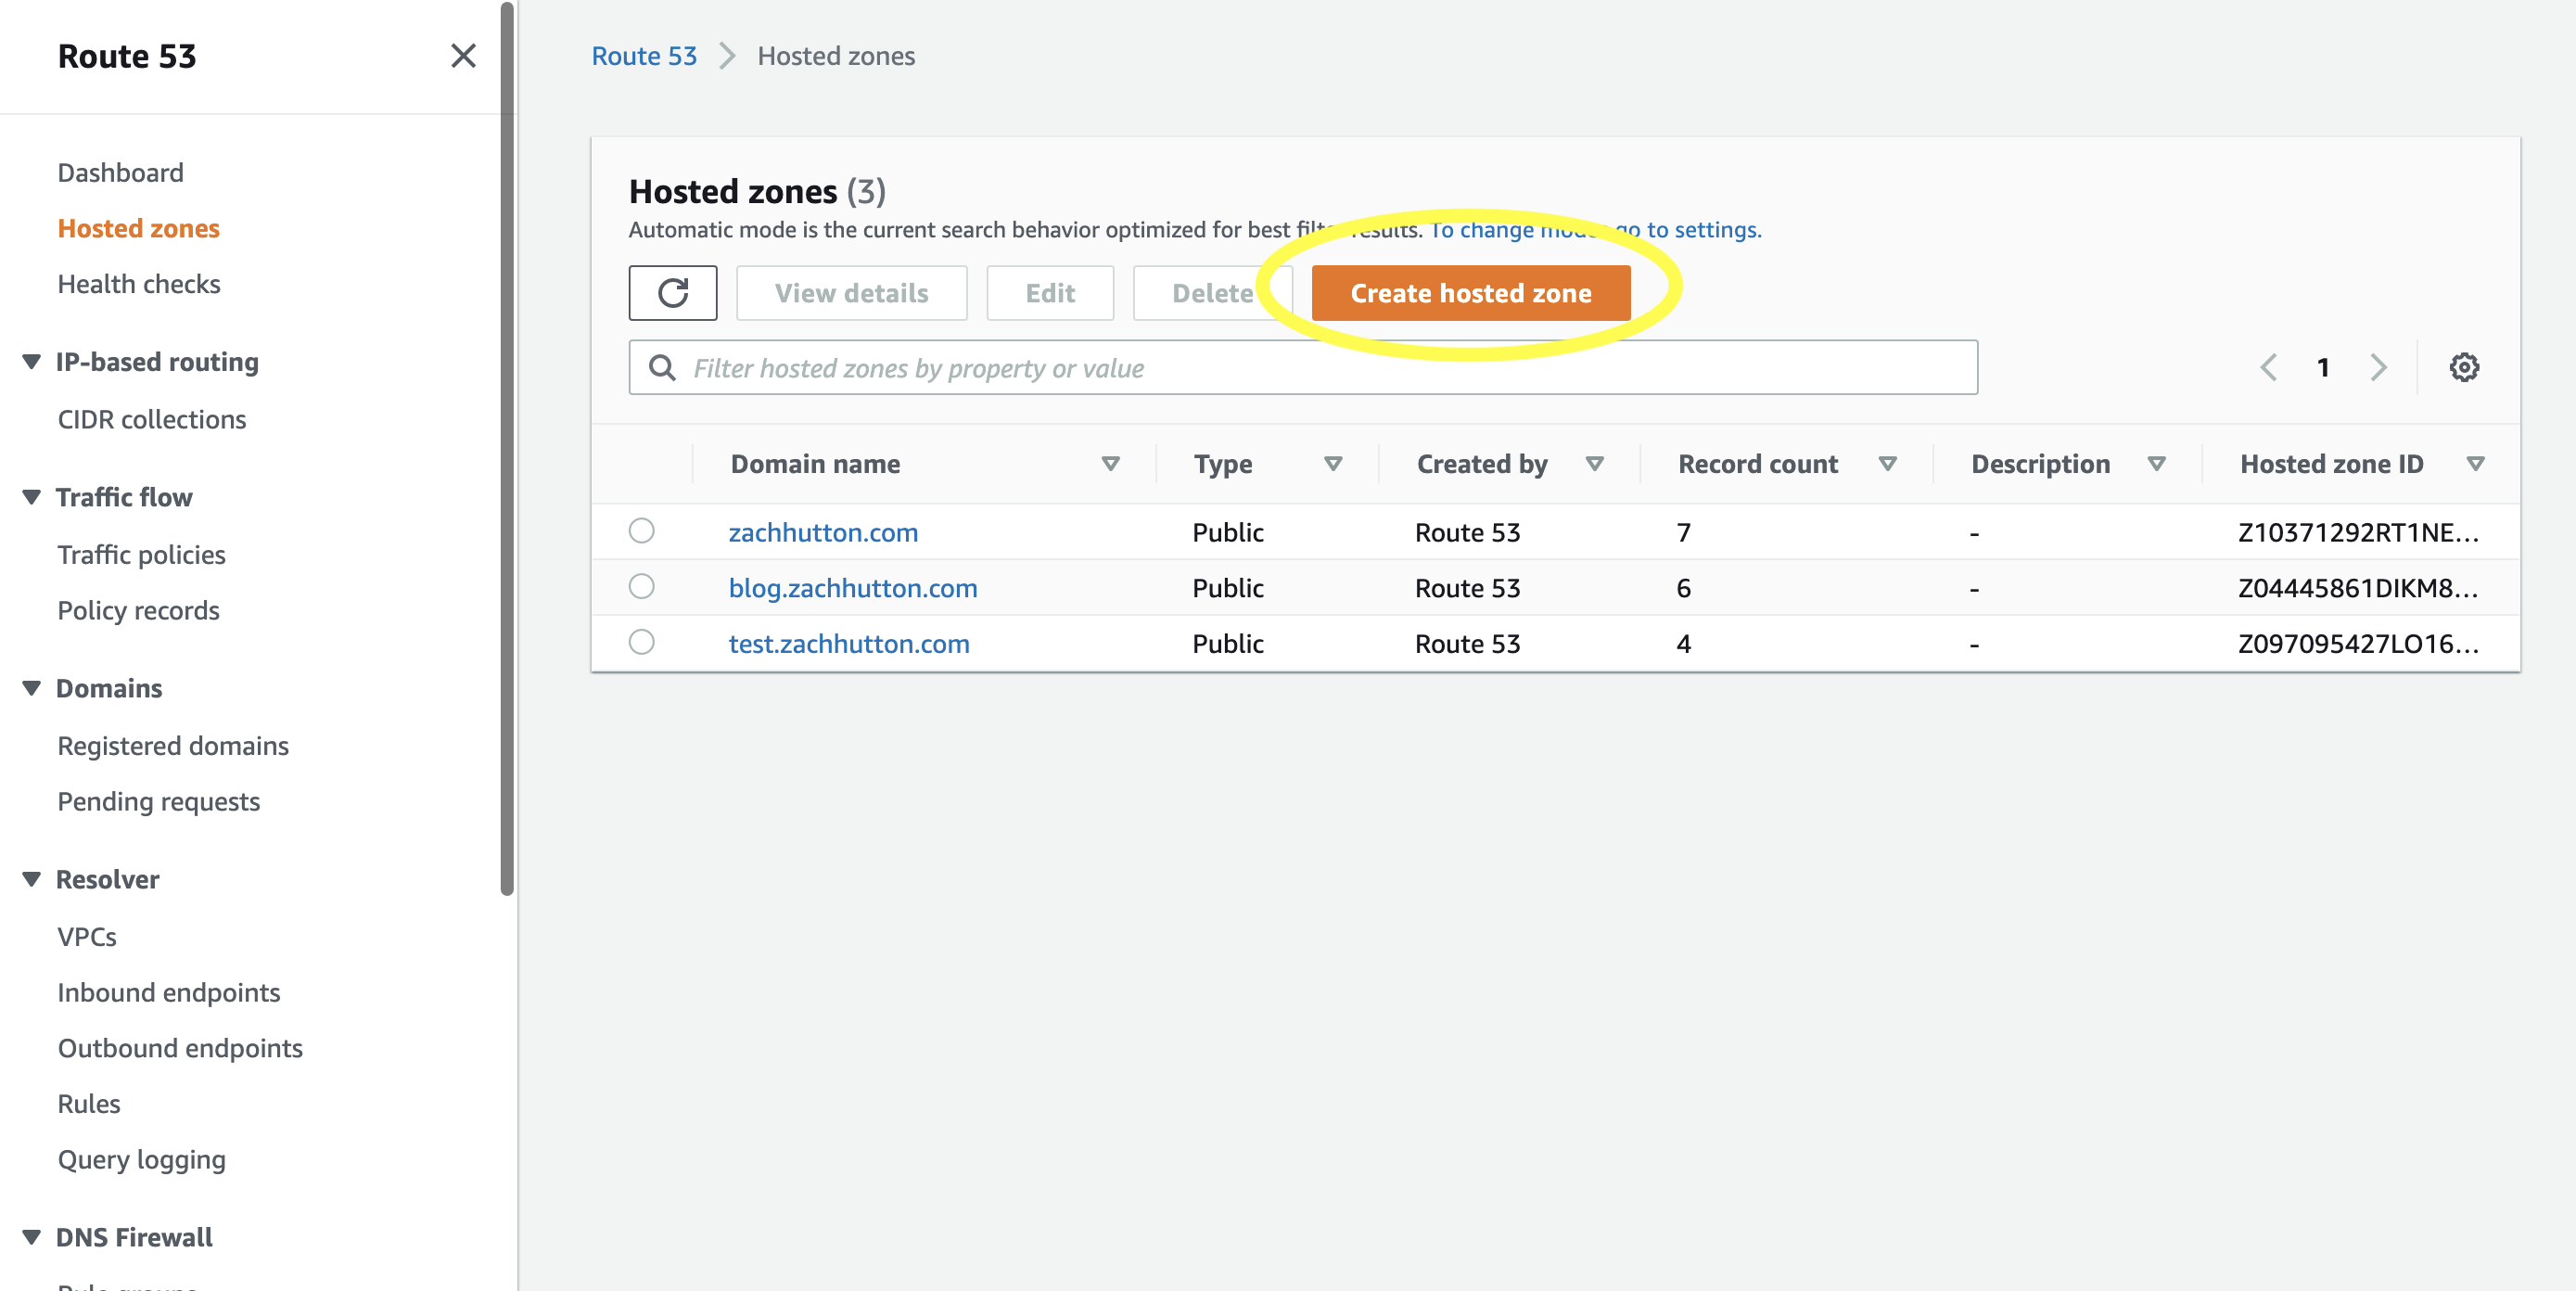 Route 53
Dashboard
Hosted zones
Health checks
IP-based routing
CIDR collections
Traffic flow
Traffic policies
Policy records
Domains
Registered domains
Pending requests
Resolver
VPCs
Inbound endpoints
Outbound endpoints
Rules
Query logging
DNS Firewall
Route 53 Hosted zones
Hosted zones (3)
Automatic mode is the current search behavior optimized for best filter results. To change mode go to settings.
View details Edit Delete Create hosted zone
Filter hosted zones by property or value 1
Domain name Type Created by Record count Description Hosted zone ID
zachhutton.com Public Route 53 7 - Z10371292RT1NE...
blog.zachhutton.com Public Route 53 6 - Z04445861DIKM8...
test.zachhutton.com Public Route 53 4 - Z097095427LO16...